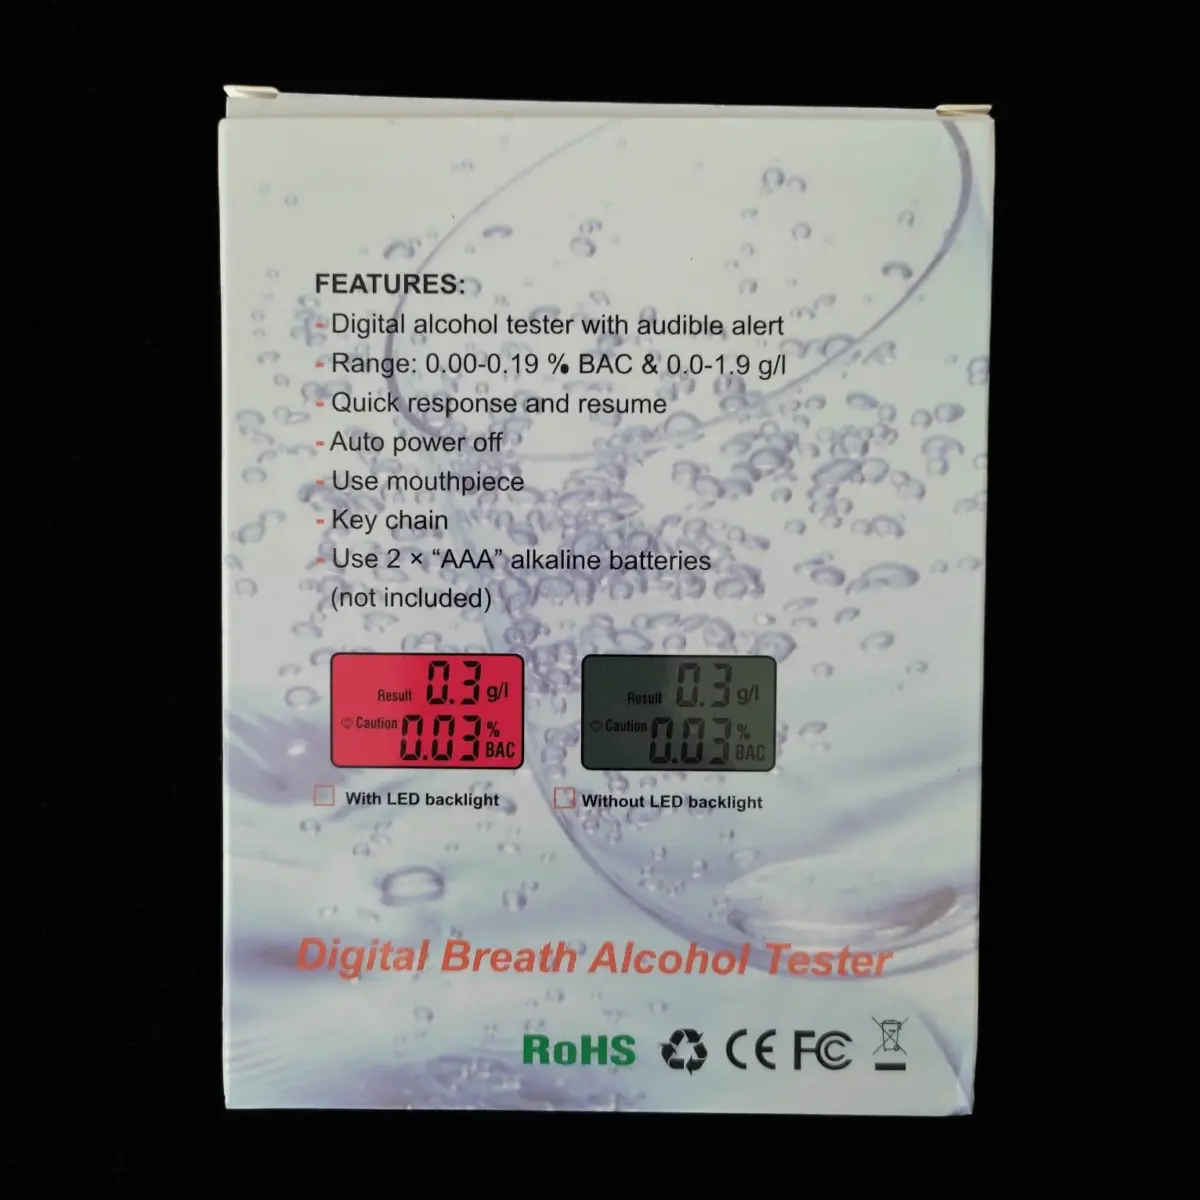 FEATURES:
- Digital alcohol tester with audible alert
- Range: 0.00-0.19 % BAC & 0.0-1.9 g/l
- Quick response and resume
- Auto power off
- Use mouthpiece
- Key chain
- Use 2 × “AAA” alkaline batteries
(not included)
Result 0.3 g/l
Caution 0.03 % BAC
Result 0.3 g/l
Caution 0.03 % BAC
With LED backlight
Without LED backlight
Digital Breath Alcohol Tester
RoHS CE FC